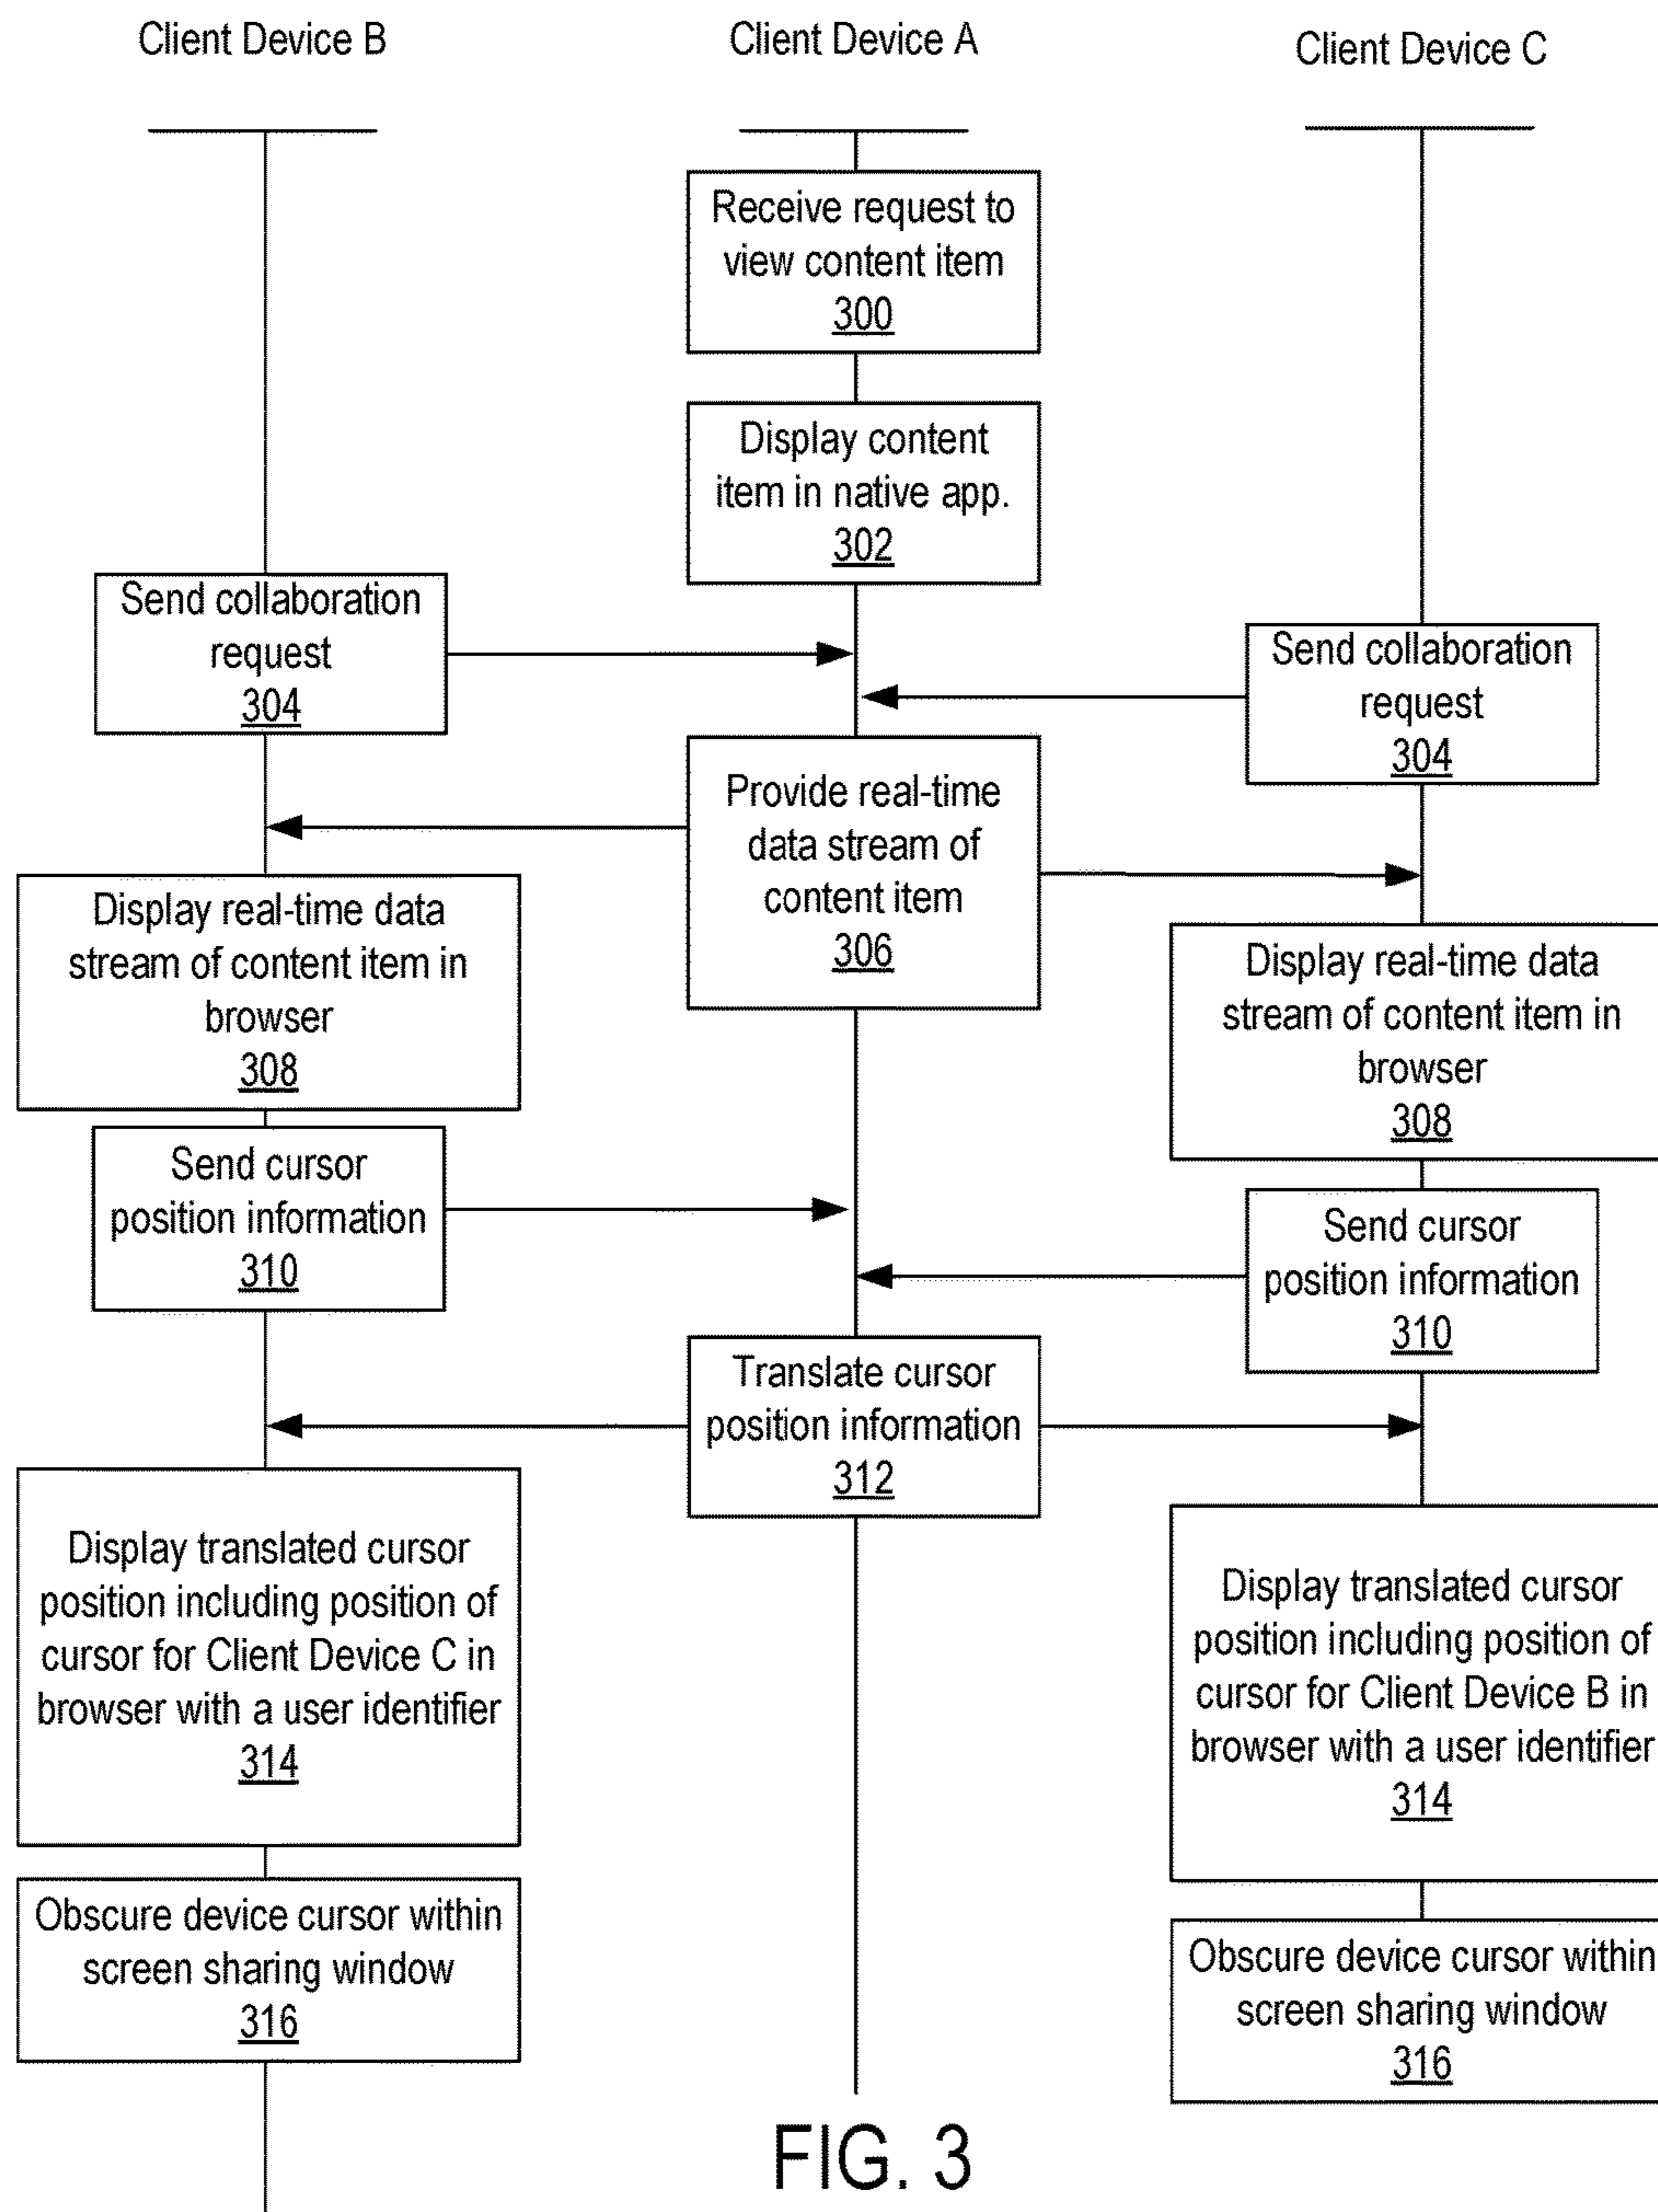 Client Device B
Client Device A
Client Device C
Receive request to
view content item
300
Display content
item in native app.
302
Send collaboration
request
304
Send collaboration
request
304
Provide real-time
data stream of
content item
306
Display real-time data
stream of content item in
browser
308
Display real-time data
stream of content item in
browser
308
Send cursor
position information
310
Send cursor
position information
310
Translate cursor
position information
312
Display translated cursor
position including position of
cursor for Client Device C in
browser with a user identifier
314
Display translated cursor
position including position of
cursor for Client Device B in
browser with a user identifier
314
Obscure device cursor within
screen sharing window
316
Obscure device cursor within
screen sharing window
316
FIG. 3